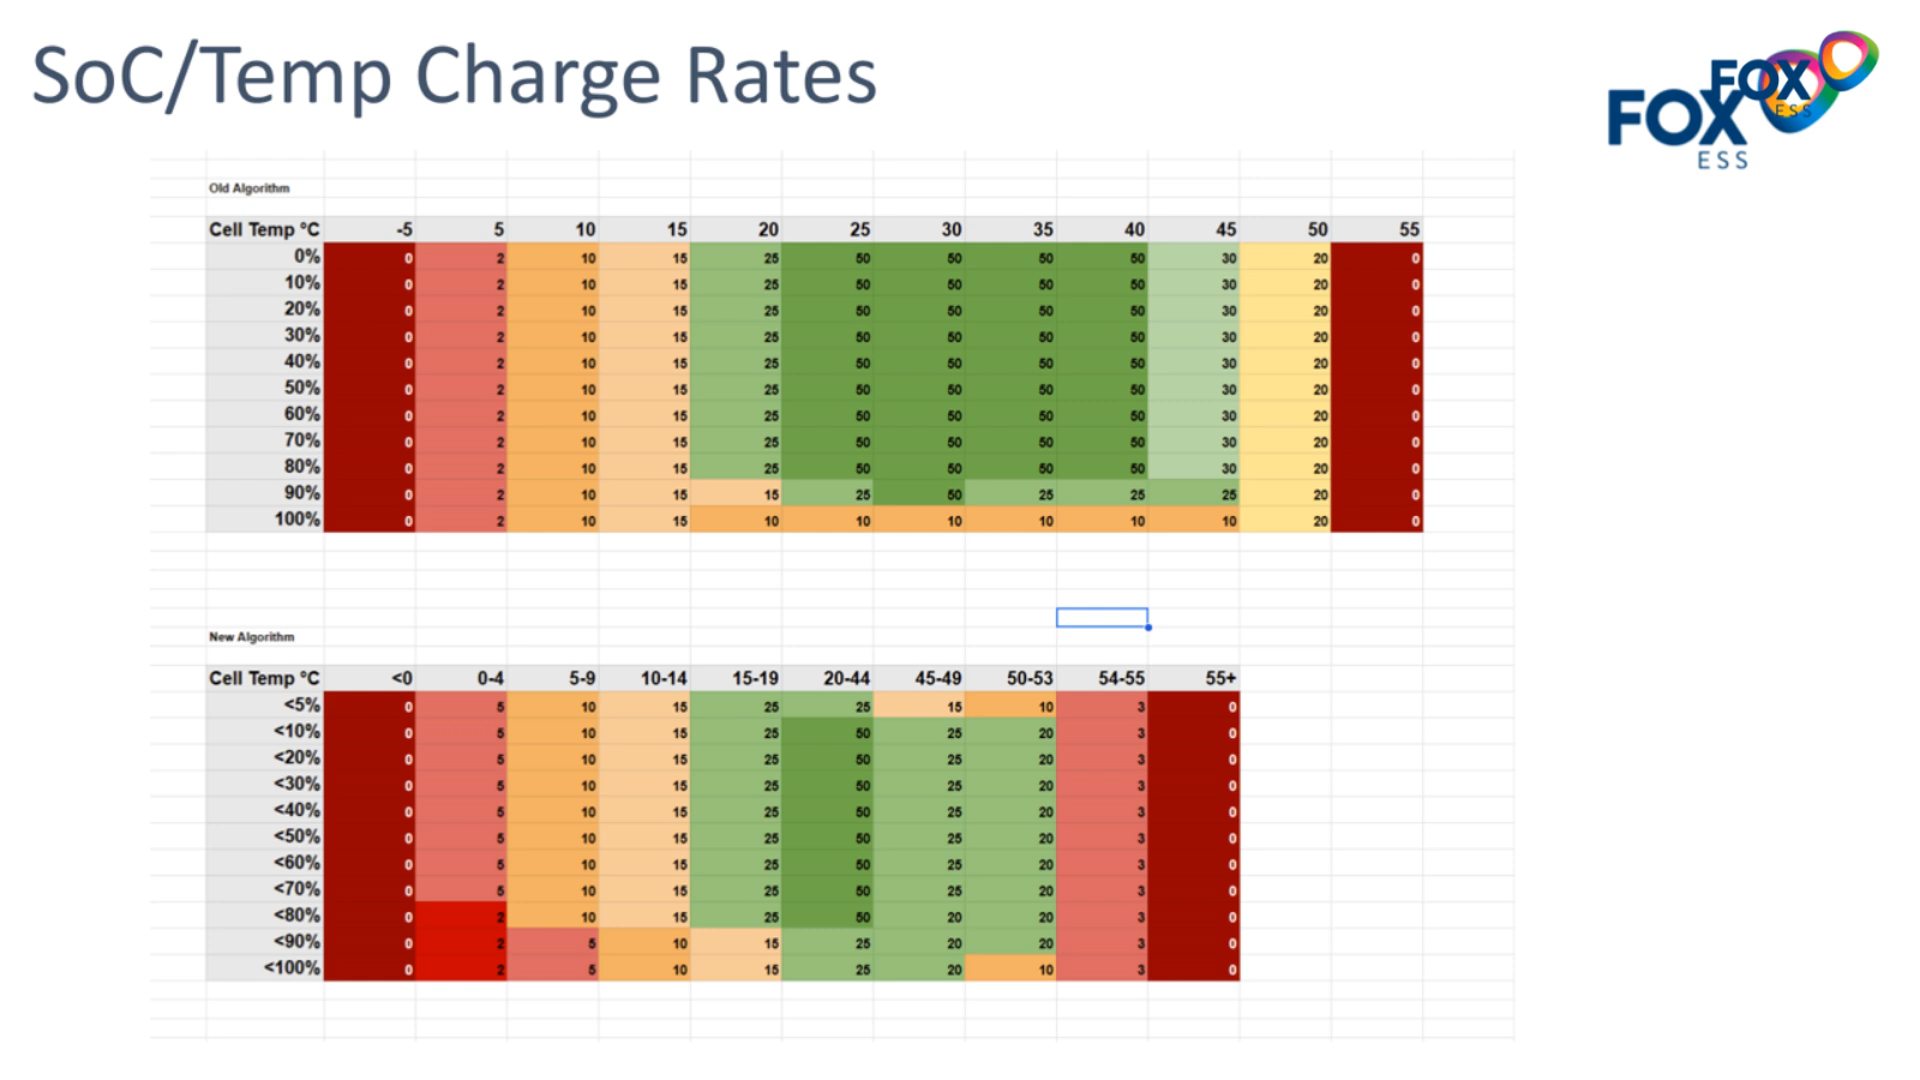 SoC/Temp Charge Rates
FOX
ESS
FOX
ESS
Old Algorithm
Cell Temp °C -5 5 10 15 20 25 30 35 40 45 50 55
0% 0 2 10 15 25 50 50 50 50 30 20 0
10% 0 2 10 15 25 50 50 50 50 30 20 0
20% 0 2 10 15 25 50 50 50 50 30 20 0
30% 0 2 10 15 25 50 50 50 50 30 20 0
40% 0 2 10 15 25 50 50 50 50 30 20 0
50% 0 2 10 15 25 50 50 50 50 30 20 0
60% 0 2 10 15 25 50 50 50 50 30 20 0
70% 0 2 10 15 25 50 50 50 50 30 20 0
80% 0 2 10 15 25 50 50 50 50 30 20 0
90% 0 2 10 15 15 25 50 25 25 25 20 0
100% 0 2 10 15 10 10 10 10 10 10 20 0
New Algorithm
Cell Temp °C <0 0-4 5-9 10-14 15-19 20-44 45-49 50-53 54-55 55+
<5% 0 5 10 15 25 25 15 10 3 0
<10% 0 5 10 15 25 50 25 20 3 0
<20% 0 5 10 15 25 50 25 20 3 0
<30% 0 5 10 15 25 50 25 20 3 0
<40% 0 5 10 15 25 50 25 20 3 0
<50% 0 5 10 15 25 50 25 20 3 0
<60% 0 5 10 15 25 50 25 20 3 0
<70% 0 5 10 15 25 50 25 20 3 0
<80% 0 2 10 15 25 50 20 20 3 0
<90% 0 2 5 10 15 25 20 20 3 0
<100% 0 2 5 10 15 25 20 10 3 0